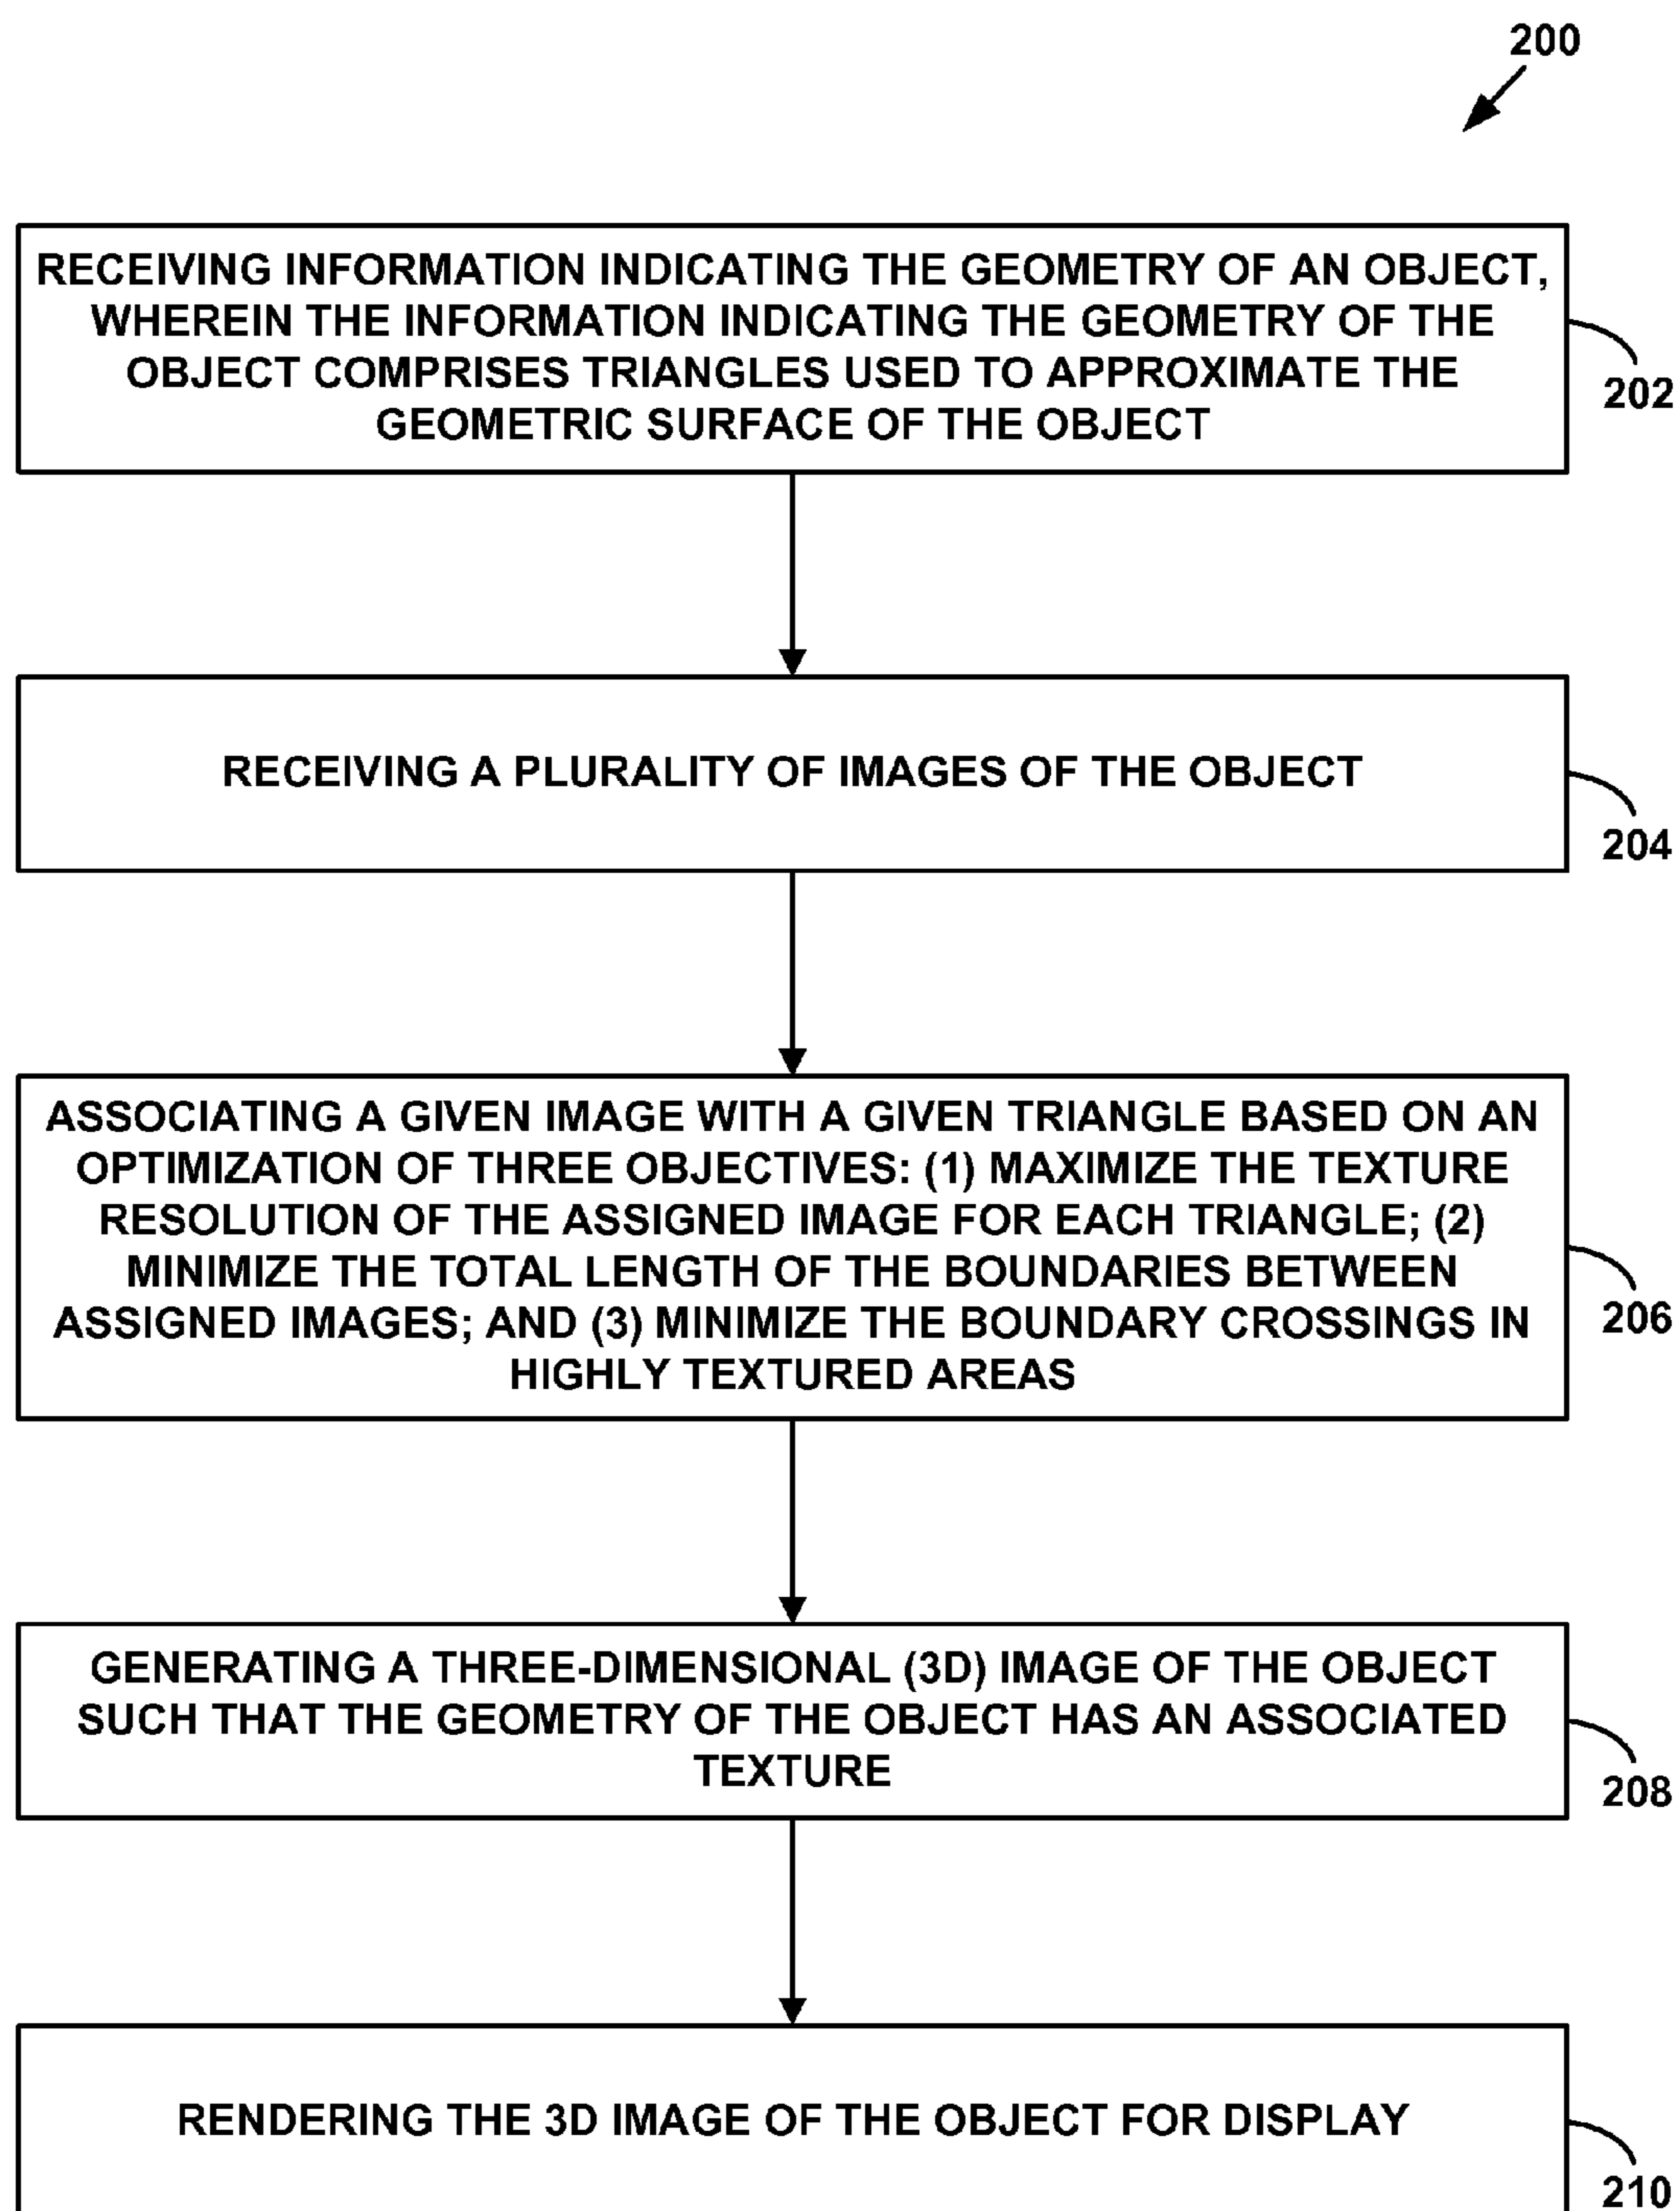 200
RECEIVING INFORMATION INDICATING THE GEOMETRY OF AN OBJECT,
WHEREIN THE INFORMATION INDICATING THE GEOMETRY OF THE
OBJECT COMPRISES TRIANGLES USED TO APPROXIMATE THE
GEOMETRIC SURFACE OF THE OBJECT
202
RECEIVING A PLURALITY OF IMAGES OF THE OBJECT
204
ASSOCIATING A GIVEN IMAGE WITH A GIVEN TRIANGLE BASED ON AN
OPTIMIZATION OF THREE OBJECTIVES: (1) MAXIMIZE THE TEXTURE
RESOLUTION OF THE ASSIGNED IMAGE FOR EACH TRIANGLE; (2)
MINIMIZE THE TOTAL LENGTH OF THE BOUNDARIES BETWEEN
ASSIGNED IMAGES; AND (3) MINIMIZE THE BOUNDARY CROSSINGS IN
HIGHLY TEXTURED AREAS
206
GENERATING A THREE-DIMENSIONAL (3D) IMAGE OF THE OBJECT
SUCH THAT THE GEOMETRY OF THE OBJECT HAS AN ASSOCIATED
TEXTURE
208
RENDERING THE 3D IMAGE OF THE OBJECT FOR DISPLAY
210